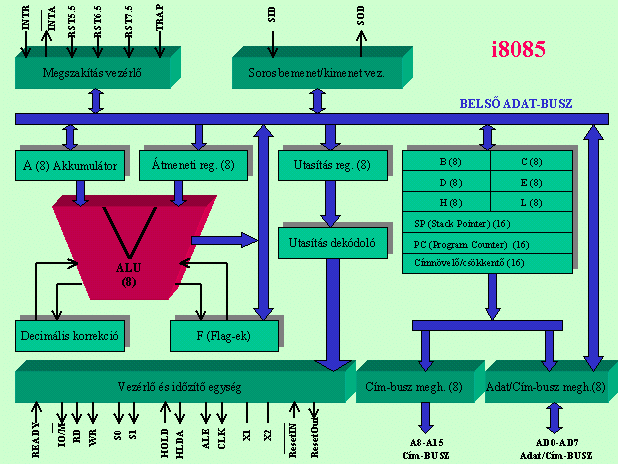 INTR
INTA
RST5.5
RST6.5
RST7.5
TRAP
SID
SOD
i8085
Megszakítás vezérlő
Soros bemenet/kimenet vez.
BELSŐ ADAT-BUSZ
A (8) Akkumulátor
Átmeneti reg. (8)
Utasítás reg. (8)
B (8)
C (8)
D (8)
E (8)
H (8)
L (8)
SP (Stack Pointer) (16)
PC (Program Counter) (16)
Címnövelő/csökkentő (16)
Utasítás dekódoló
ALU
(8)
Decimális korrekció
F (Flag-ek)
Vezérlő és időzítő egység
Cím-busz megh. (8)
Adat/Cím-busz megh.(8)
READY
IO/M
RD
WR
S0
S1
HOLD
HLDA
ALE
CLK
X1
X2
ResetIN
ResetOut
A8-A15
Cím-BUSZ
AD0-AD7
Adat/Cím-BUSZ